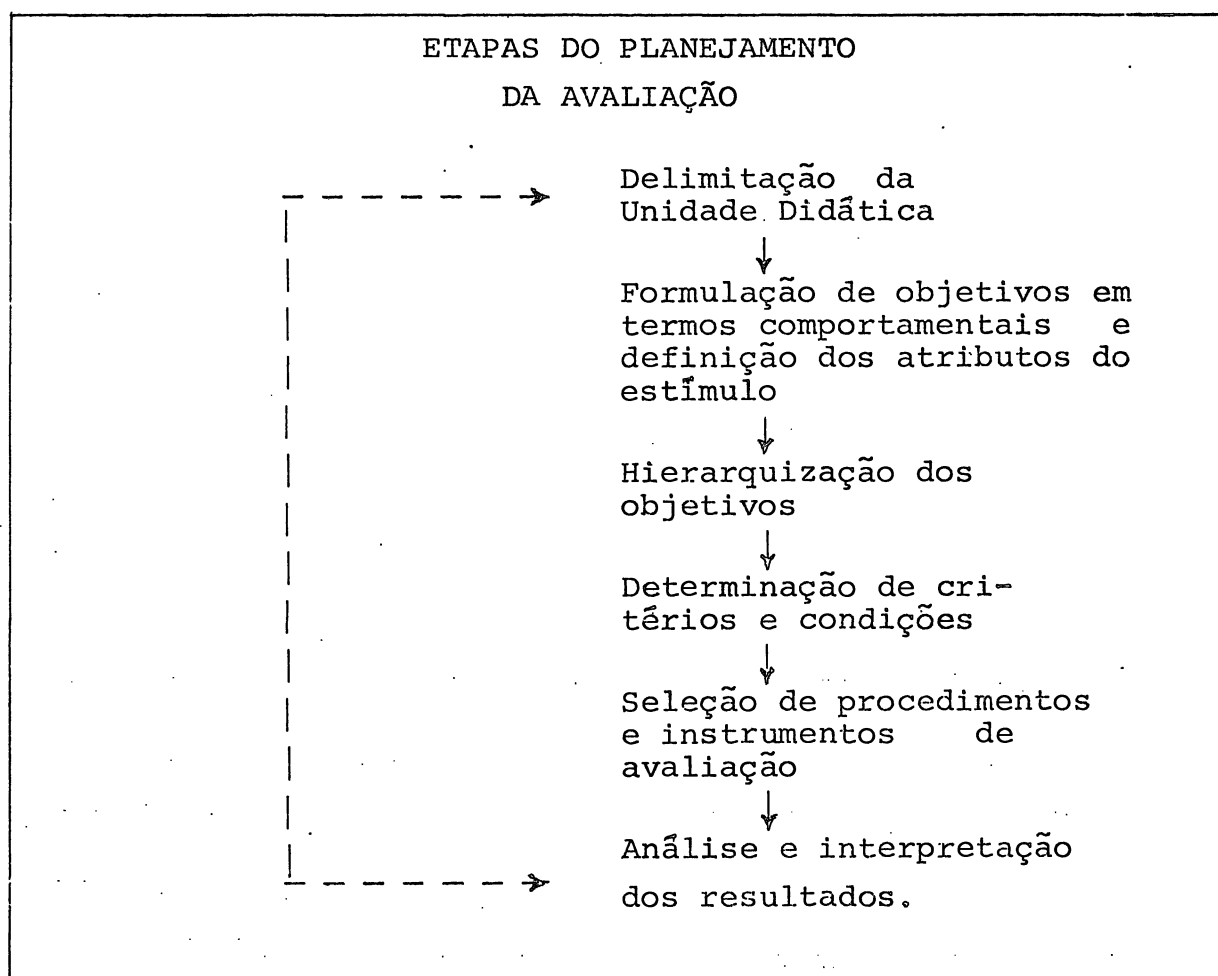 ETAPAS DO PLANEJAMENTO
DA AVALIAÇÃO
Delimitação da
Unidade Didática
Formulação de objetivos em
termos comportamentais e
definição dos atributos do
estímulo
Hierarquização dos
objetivos
Determinação de cri-
térios e condições
Seleção de procedimentos
e instrumentos de
avaliação
Análise e interpretação
dos resultados.